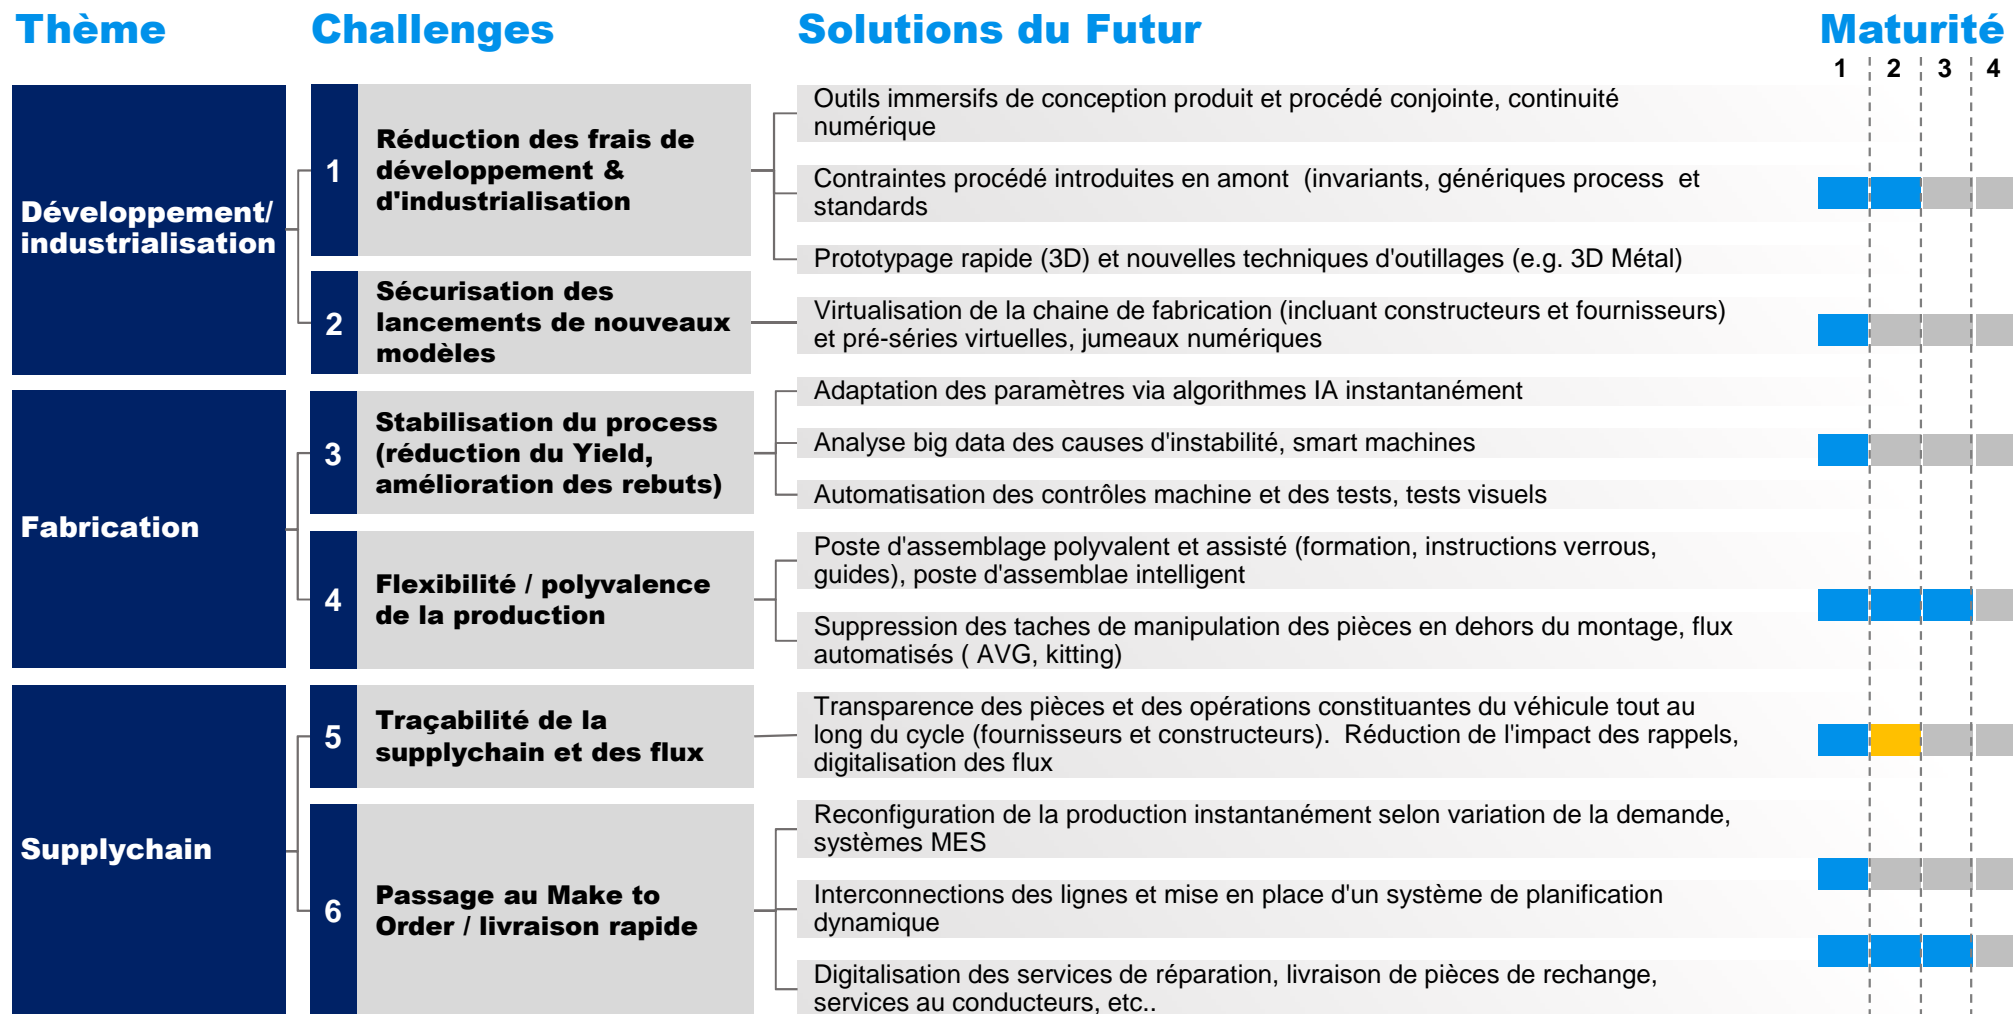 Thème
Challenges
Solutions du Futur
Maturité
1 2 3 4
Développement/
industrialisation
1
Réduction des frais de
développement &
d'industrialisation
Outils immersifs de conception produit et procédé conjointe, continuité
numérique
Contraintes procédé introduites en amont  (invariants, génériques process  et
standards
Prototypage rapide (3D) et nouvelles techniques d'outillages (e.g. 3D Métal)
2
Sécurisation des
lancements de nouveaux
modèles
Virtualisation de la chaine de fabrication (incluant constructeurs et fournisseurs)
et pré-séries virtuelles, jumeaux numériques
Fabrication
3
Stabilisation du process
(réduction du Yield,
amélioration des rebuts)
Adaptation des paramètres via algorithmes IA instantanément
Analyse big data des causes d'instabilité, smart machines
Automatisation des contrôles machine et des tests, tests visuels
4
Flexibilité / polyvalence
de la production
Poste d'assemblage polyvalent et assisté (formation, instructions verrous,
guides), poste d'assemblae intelligent
Suppression des taches de manipulation des pièces en dehors du montage, flux
automatisés ( AVG, kitting)
Supplychain
5
Traçabilité de la
supplychain et des flux
Transparence des pièces et des opérations constituantes du véhicule tout au
long du cycle (fournisseurs et constructeurs).  Réduction de l'impact des rappels,
digitalisation des flux
6
Passage au Make to
Order / livraison rapide
Reconfiguration de la production instantanément selon variation de la demande,
systèmes MES
Interconnections des lignes et mise en place d'un système de planification
dynamique
Digitalisation des services de réparation, livraison de pièces de rechange,
services au conducteurs, etc..